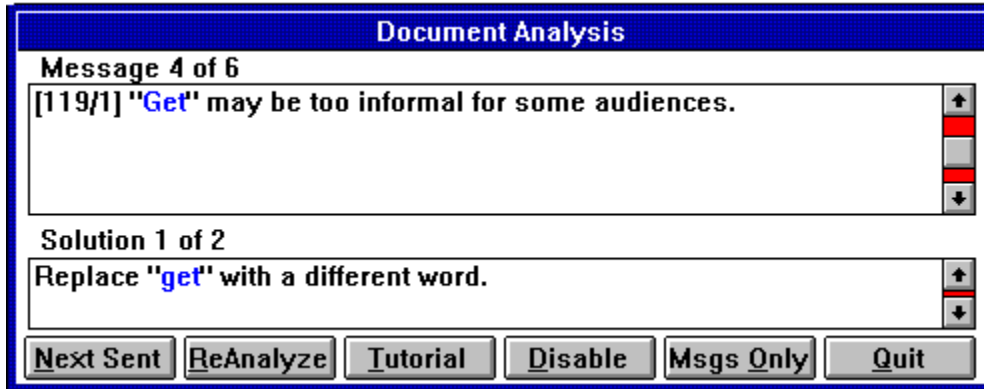 Document Analysis
Message 4 of 6
[119/1] "Get" may be too informal for some audiences.
Solution 1 of 2
Replace "get" with a different word.
Next Sent ReAnalyze Tutorial Disable Msgs Only Quit